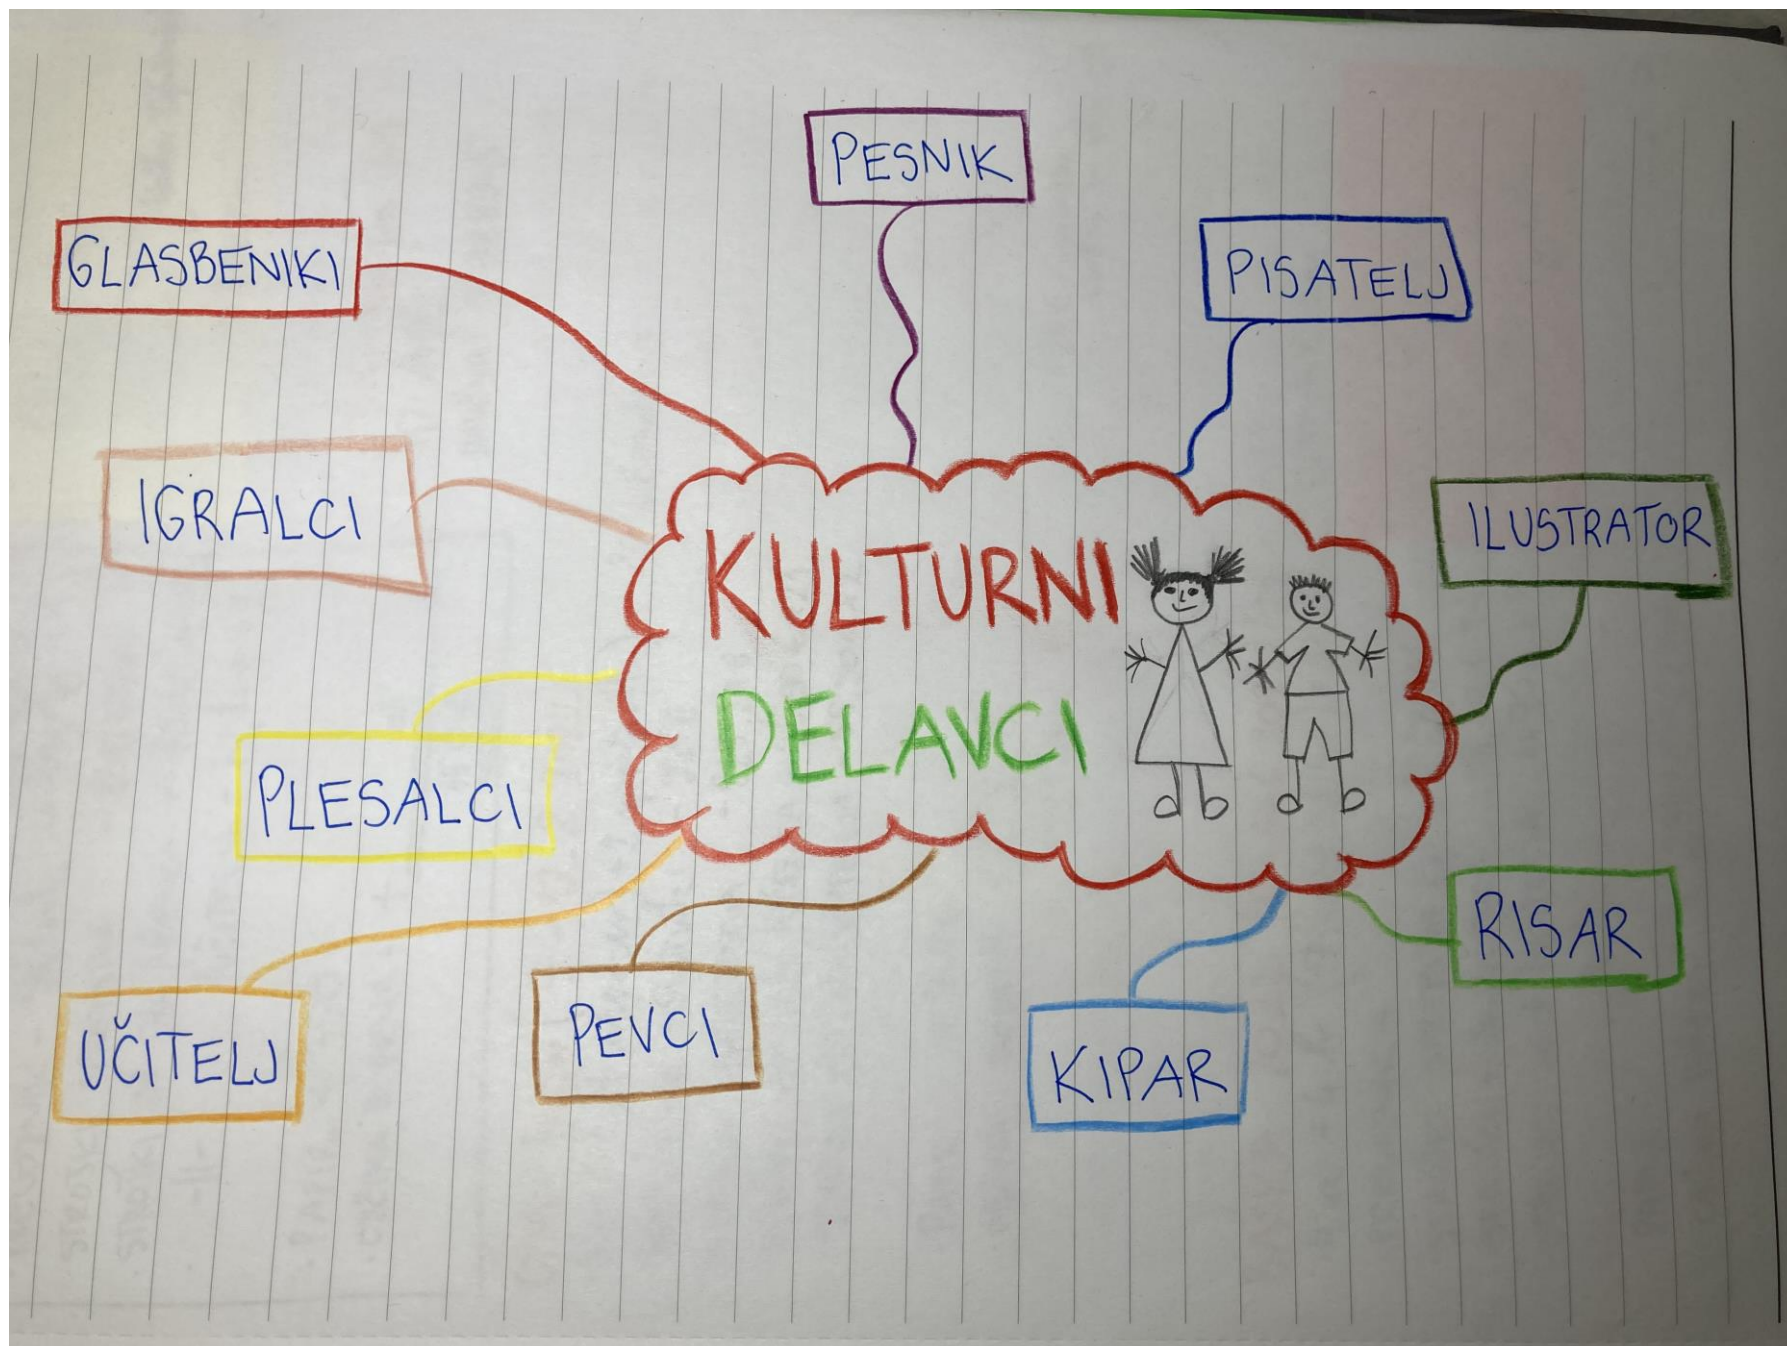 PESNIK
GLASBENIKI
PISATELJ
IGRALCI
ILUSTRATOR
KULTURNI
DELAVCI
PLESALCI
RISAR
UČITELJ
PEVCI
KIPAR